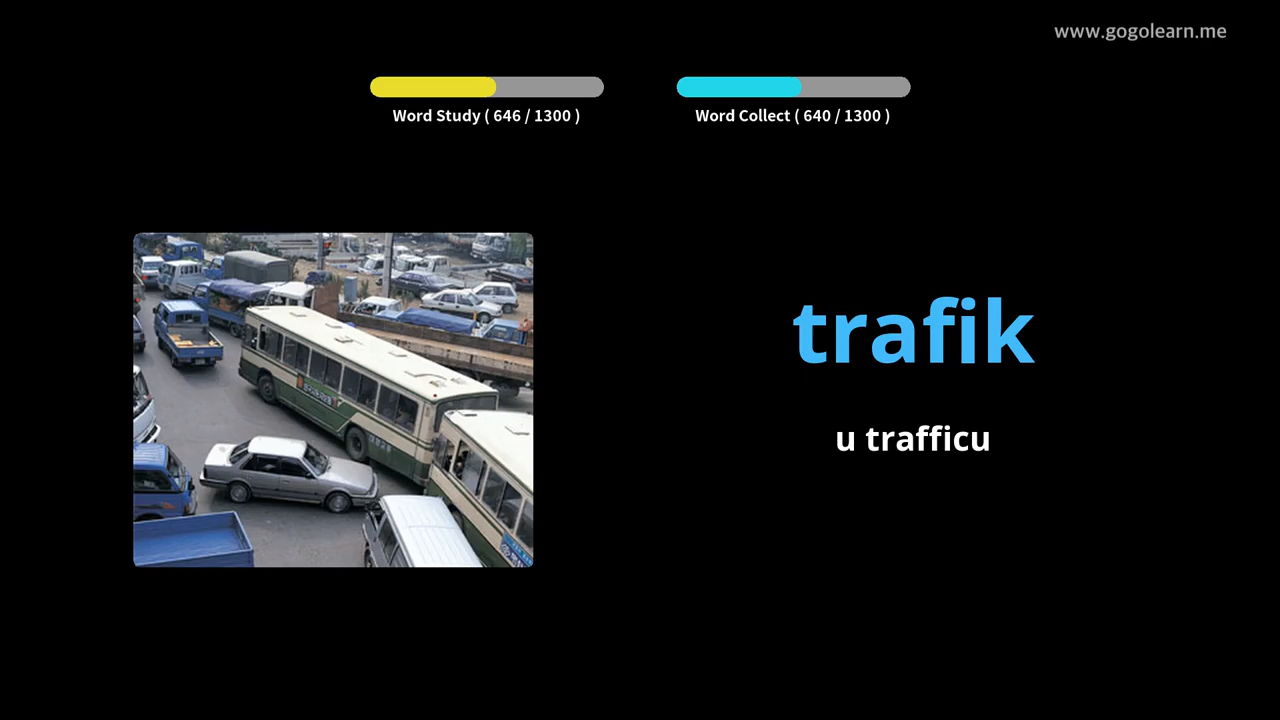 www.gogolearn.me
Word Study ( 646 / 1300 )
Word Collect ( 640 / 1300 )
trafik
u trafficu